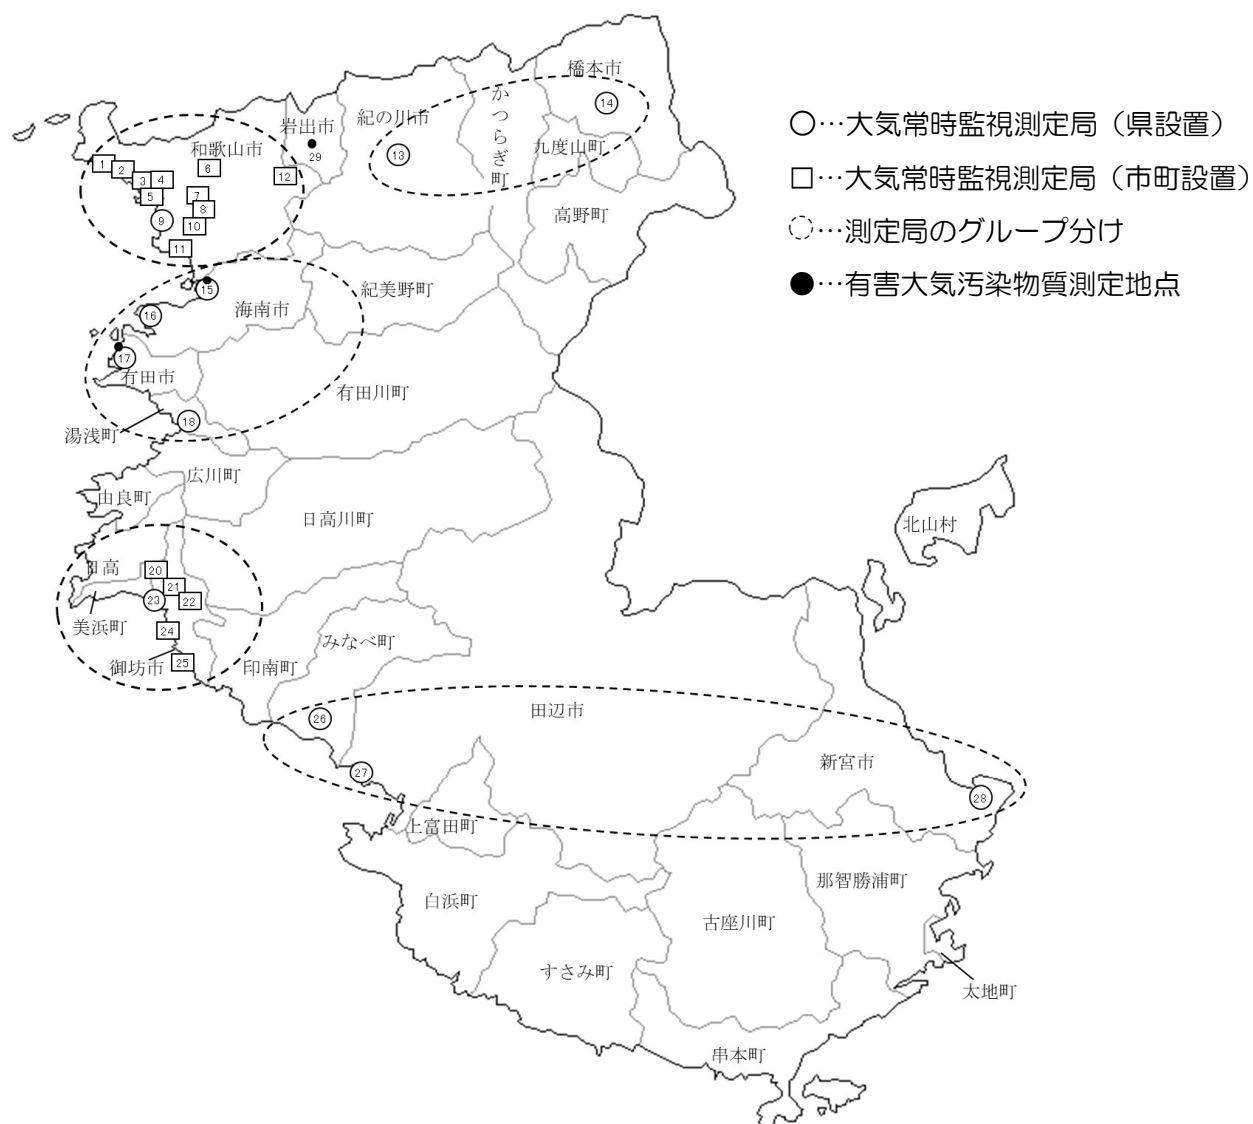 橋本市
かつらぎ町
紀の川市
岩出市
和歌山市
九度山町
高野町
14
13
29
12
1
2
3
4
5
6
7
8
9
10
11
○…大気常時監視測定局（県設置）
□…大気常時監視測定局（市町設置）
◌…測定局のグループ分け
●…有害大気汚染物質測定地点
紀美野町
海南市
15
16
17
有田市
有田川町
18
湯浅町
広川町
由良町
日高川町
北山村
日高
20
21
22
23
24
25
美浜町
御坊市
印南町
みなべ町
田辺市
26
27
28
新宮市
上富田町
那智勝浦町
白浜町
古座川町
すさみ町
太地町
串本町